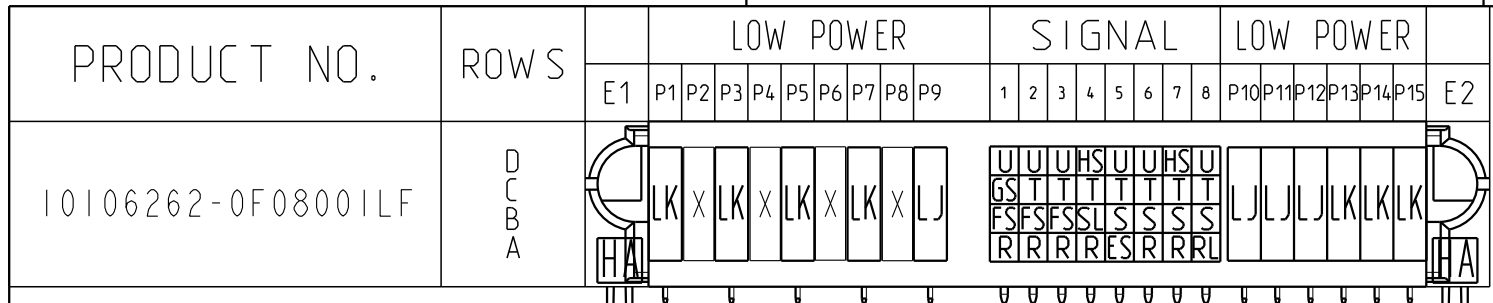 LOW POWER SIGNAL LOW POWER
PRODUCT NO. ROWS
E1 P1 P2 P3 P4 P5 P6 P7 P8 P9 1 2 3 4 5 6 7 8 P10 P11 P12 P13 P14 P15 E2
10106262-0F08001LF
D U U U HS U U HS U
C GS T T T T T T T
LK X LK X LK X LK X LJ LJ LJ LJ LK LK LK
B FS FS FS SL S S S S
A R R R R ES R R RL
HA HA